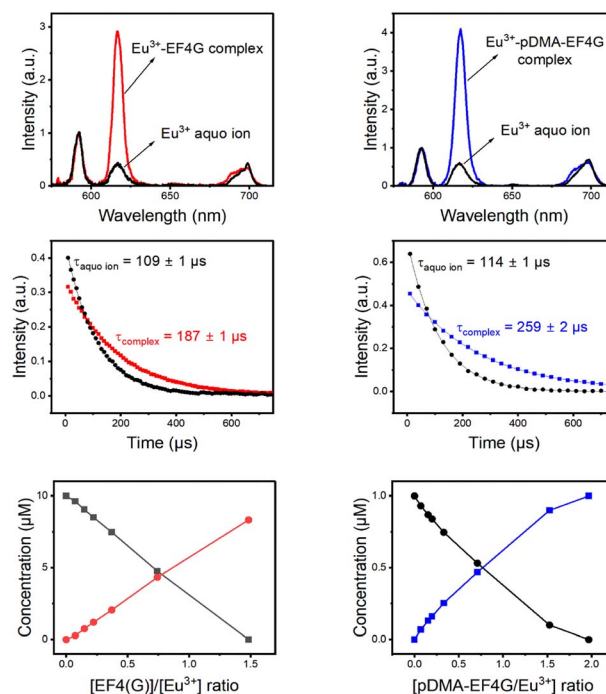 3
2
1
0
Intensity (a.u.)
Eu³⁺-EF4G
complex
Eu³⁺ aquo ion
600
700
Wavelength (nm)
4
3
2
1
0
Intensity (a.u.)
Eu³⁺-pDMA-EF4G
complex
Eu³⁺ aquo ion
600
700
Wavelength (nm)
0.4
0.3
0.2
0.1
0.0
Intensity (a.u.)
τaquo ion = 109 ± 1 µs
τcomplex = 187 ± 1 µs
0
200
400
600
Time (µs)
0.6
0.4
0.2
0.0
Intensity (a.u.)
τaquo ion = 114 ± 1 µs
τcomplex = 259 ± 2 µs
0
200
400
600
Time (µs)
10
5
0
Concentration (µM)
0.0
0.5
1.0
1.5
[EF4(G)]/[Eu³⁺] ratio
1.0
0.5
0.0
Concentration (µM)
0.0
0.5
1.0
1.5
2.0
[pDMA-EF4G/Eu³⁺] ratio